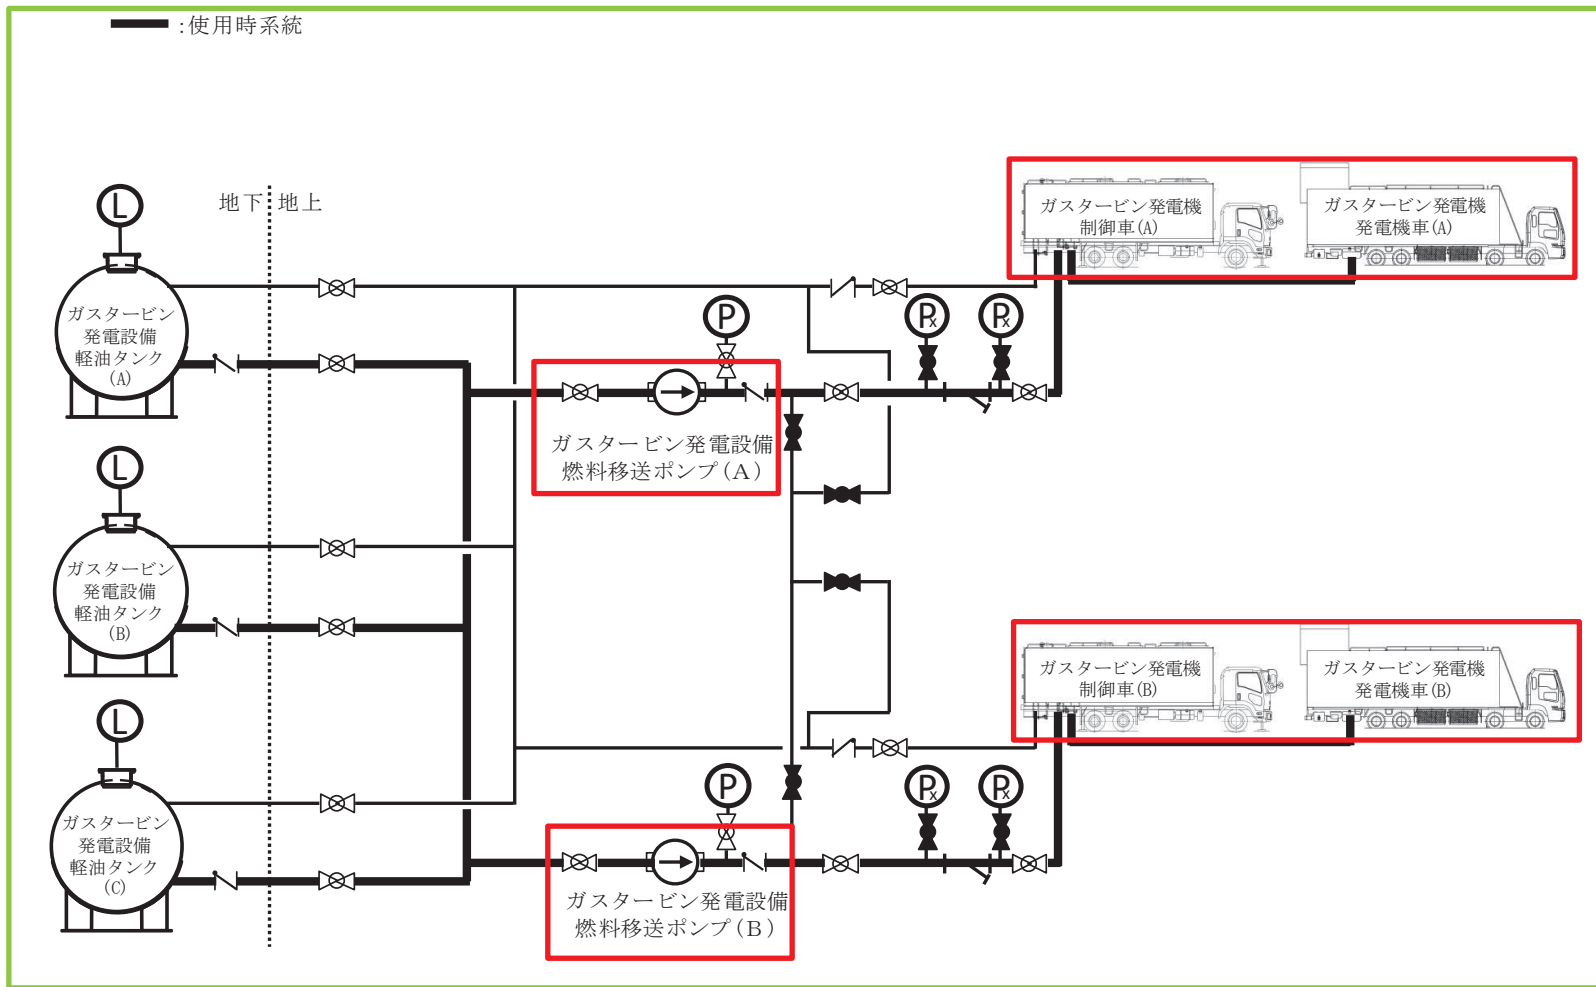 :使用時系統
地下
地上
L
ガスタービン
発電設備
軽油タンク
(A)
L
ガスタービン
発電設備
軽油タンク
(B)
L
ガスタービン
発電設備
軽油タンク
(C)
P
ガスタービン発電設備
燃料移送ポンプ(A)
Px
Px
ガスタービン発電機
制御車(A)
ガスタービン発電機
発電機車(A)
ガスタービン発電機
制御車(B)
ガスタービン発電機
発電機車(B)
P
ガスタービン発電設備
燃料移送ポンプ(B)
Px
Px